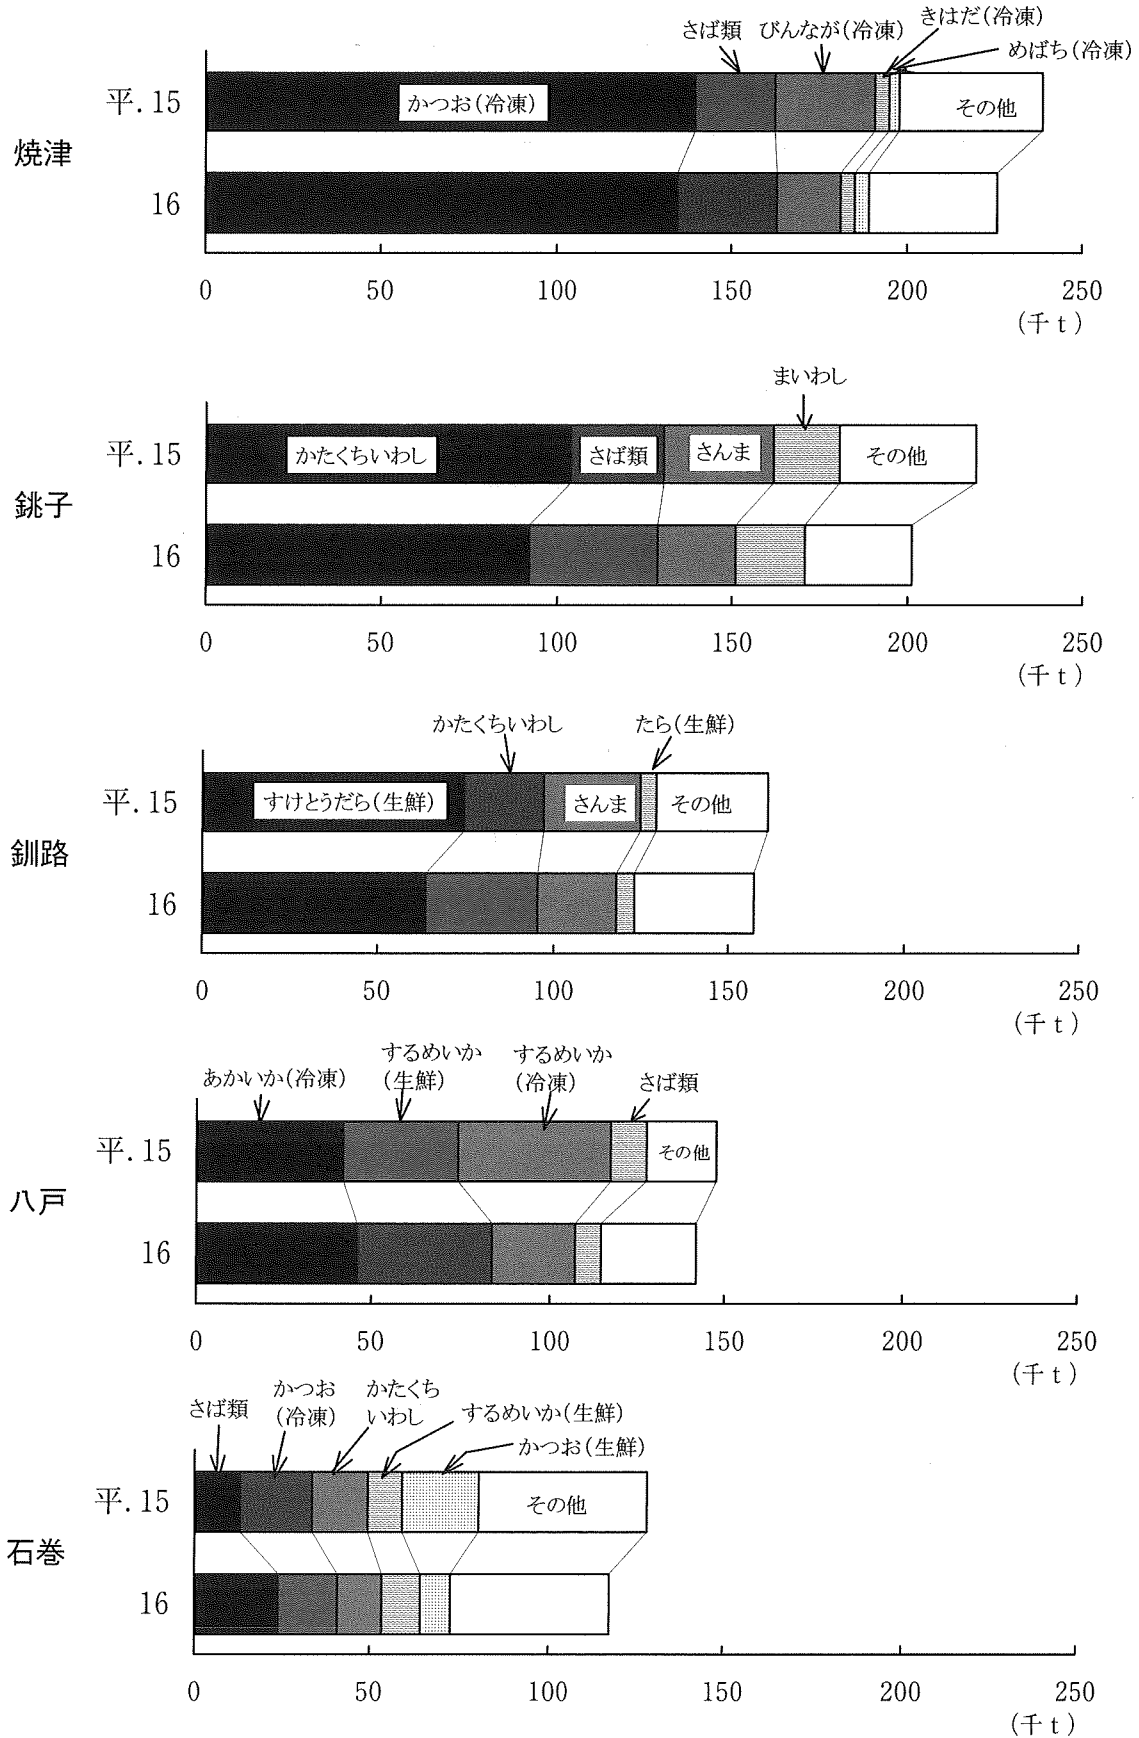 きはだ(冷凍)
さば類 びんなが(冷凍)
めばち(冷凍)
平.15 かつお(冷凍) その他
焼津
16
0 50 100 150 200 250
(千t)
まいわし
平.15 かたくちいわし さば類 さんま その他
銚子
16
0 50 100 150 200 250
(千t)
かたくちいわし たら(生鮮)
平.15 すけとうだら(生鮮) さんま その他
釧路
16
0 50 100 150 200 250
(千t)
するめいか するめいか
あかいか(冷凍) (生鮮) (冷凍) さば類
平.15 その他
八戸
16
0 50 100 150 200 250
(千t)
かつお かたくち
さば類 (冷凍) いわし するめいか(生鮮)
かつお(生鮮)
平.15 その他
石巻
16
0 50 100 150 200 250
(千t)